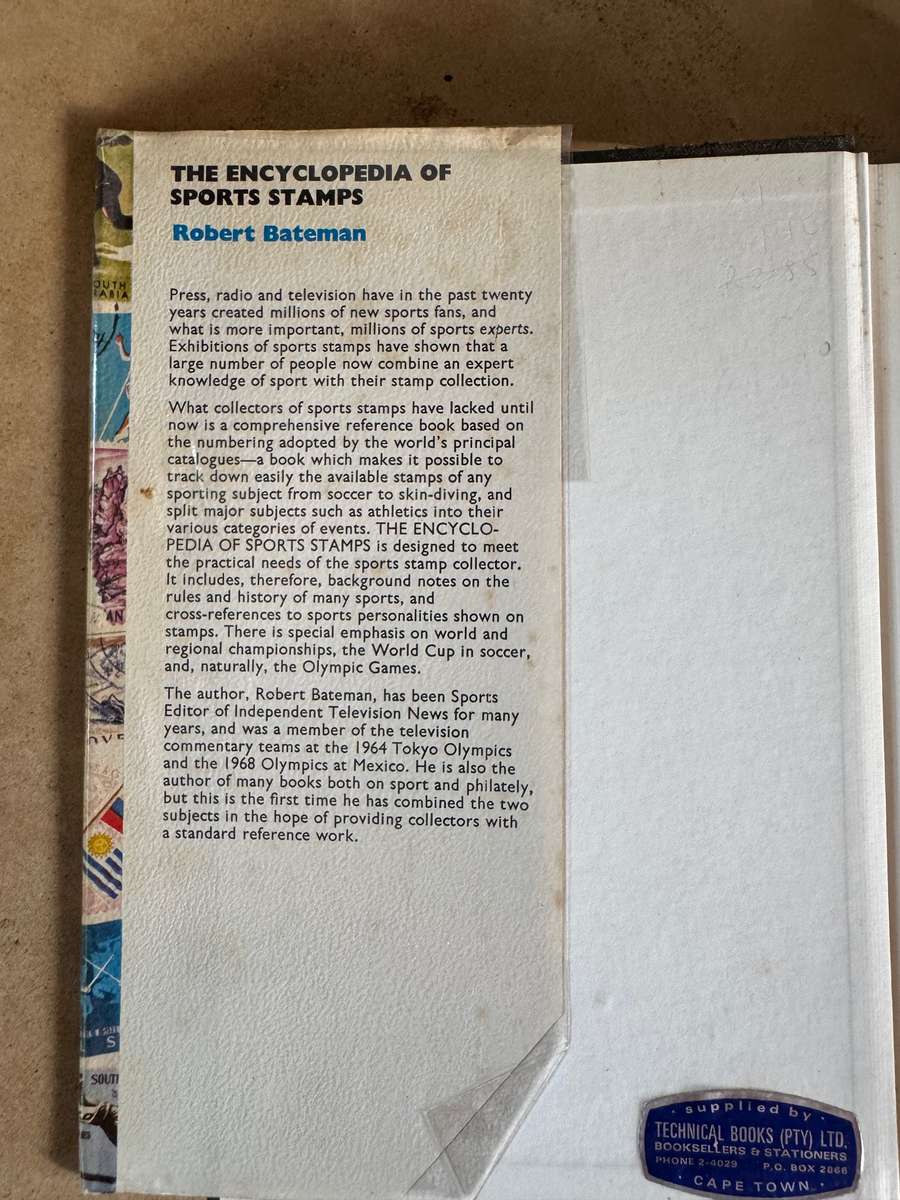 THE ENCYCLOPEDIA OF
SPORTS STAMPS
Robert Bateman
Press, radio and television have in the past twenty
years created millions of new sports fans, and
what is more important, millions of sports experts.
Exhibitions of sports stamps have shown that a
large number of people now combine an expert
knowledge of sport with their stamp collection.
What collectors of sports stamps have lacked until
now is a comprehensive reference book based on
the numbering adopted by the world's principal
catalogues—a book which makes it possible to
track down easily the available stamps of any
sporting subject from soccer to skin-diving, and
split major subjects such as athletics into their
various categories of events. THE ENCYCLO-
PEDIA OF SPORTS STAMPS is designed to meet
the practical needs of the sports stamp collector.
It includes, therefore, background notes on the
rules and history of many sports, and
cross-references to sports personalities shown on
stamps. There is special emphasis on world and
regional championships, the World Cup in soccer,
and, naturally, the Olympic Games.
The author, Robert Bateman, has been Sports
Editor of Independent Television News for many
years, and was a member of the television
commentary teams at the 1964 Tokyo Olympics
and the 1968 Olympics at Mexico. He is also the
author of many books both on sport and philately,
but this is the first time he has combined the two
subjects in the hope of providing collectors with
a standard reference work.
supplied by
TECHNICAL BOOKS (PTY) LTD.
BOOKSELLERS & STATIONERS
PHONE 2-4029 P.O. BOX 2866
CAPE TOWN